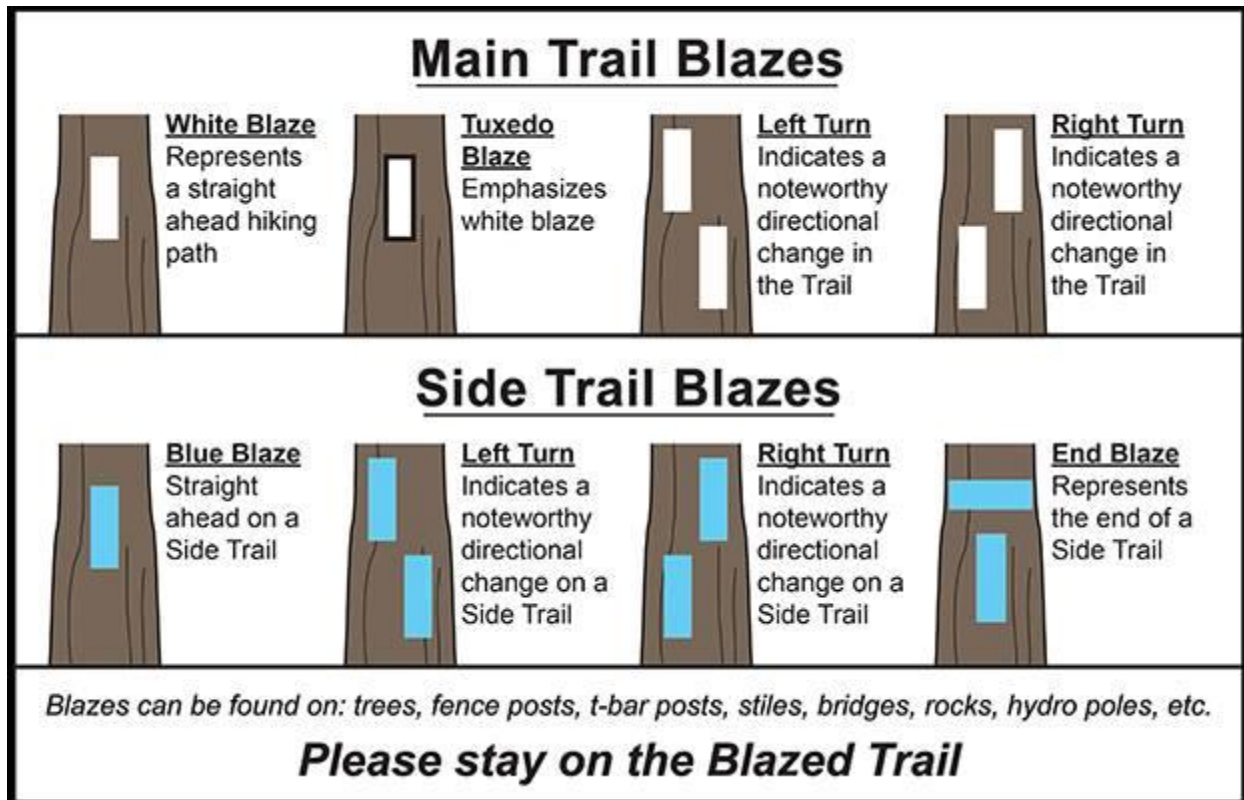 Main Trail Blazes
White Blaze
Represents
a straight
ahead hiking
path
Tuxedo
Blaze
Emphasizes
white blaze
Left Turn
Indicates a
noteworthy
directional
change in
the Trail
Right Turn
Indicates a
noteworthy
directional
change in
the Trail
Side Trail Blazes
Blue Blaze
Straight
ahead on a
Side Trail
Left Turn
Indicates a
noteworthy
directional
change on a
Side Trail
Right Turn
Indicates a
noteworthy
directional
change on a
Side Trail
End Blaze
Represents
the end of a
Side Trail
Blazes can be found on: trees, fence posts, t-bar posts, stiles, bridges, rocks, hydro poles, etc.
Please stay on the Blazed Trail